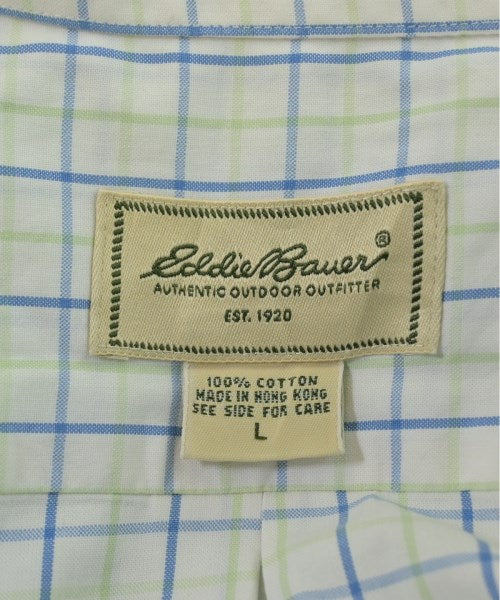 Eddie Bauer®
AUTHENTIC OUTDOOR OUTFITTER
EST. 1920
100% COTTON
MADE IN HONG KONG
SEE SIDE FOR CARE
L